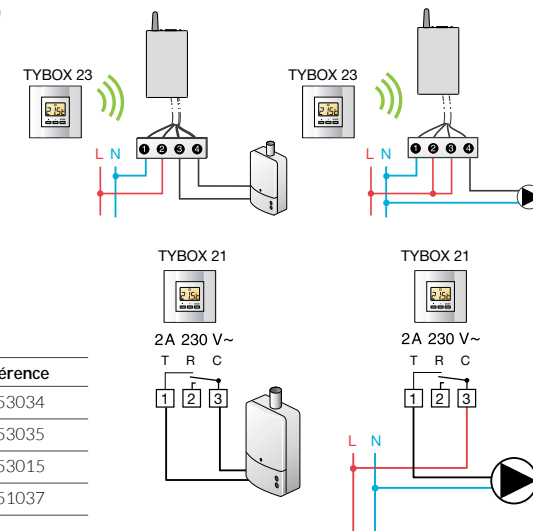 TYBOX 23
L N
1 2 3 4
TYBOX 23
L N
1 2 3 4
TYBOX 21
2A 230 V~
T R C
1 2 3
TYBOX 21
2A 230 V~
T R C
1 2 3
L N
érence
53034
53035
53015
51037